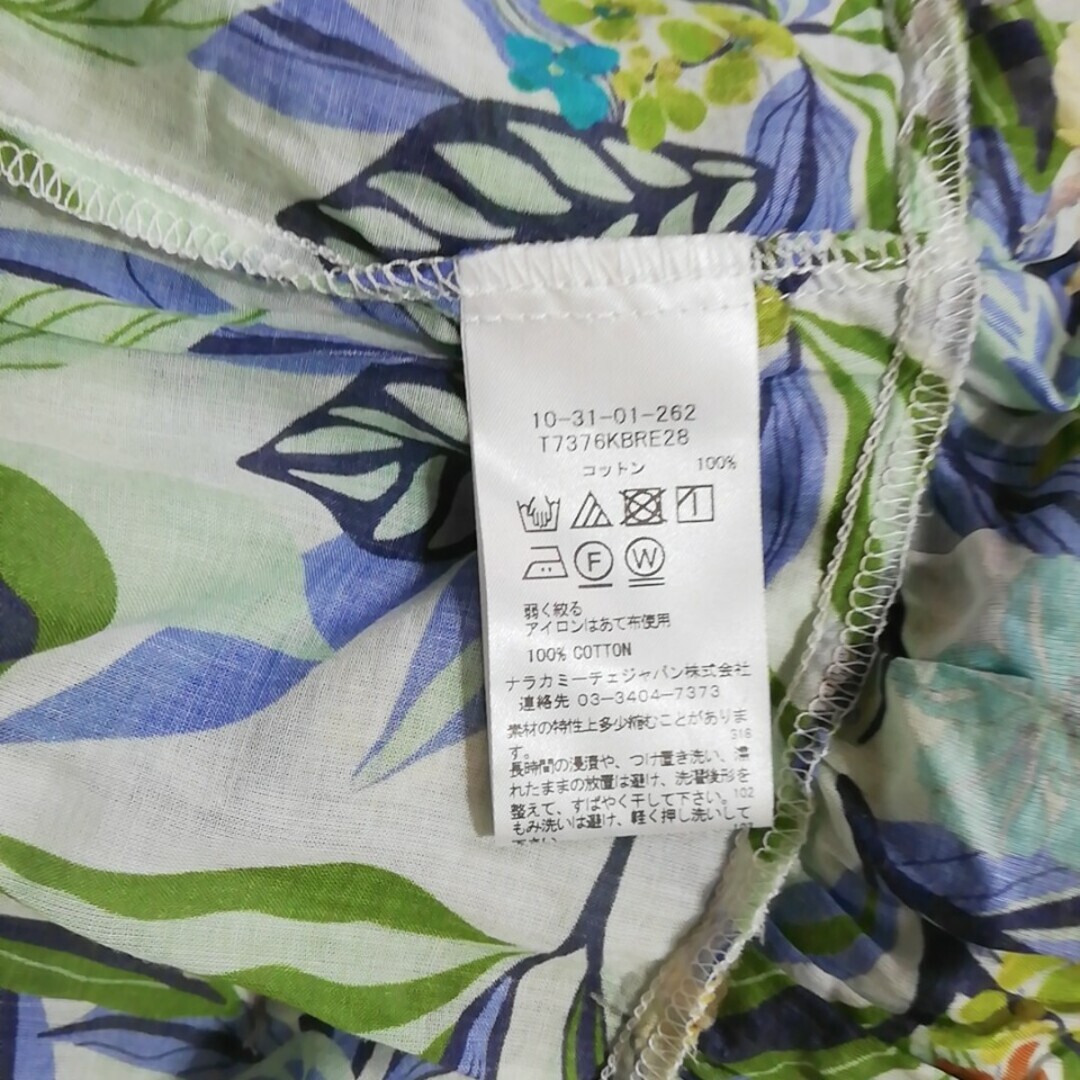 10-31-01-262
T7376KBRE28
コットン 100%
F W
弱く絞る
アイロンはあて布使用
100% COTTON
ナラカミーチェジャパン株式会社
連絡先 03-3404-7373
素材の特性上多少縮むことがありま
す。 316
長時間の浸漬や、つけ置き洗い、濡
れたままの放置は避け、洗濯後形を
整えて、すばやく干して下さい。102
もみ洗いは避け、軽く押し洗いして
下さい。